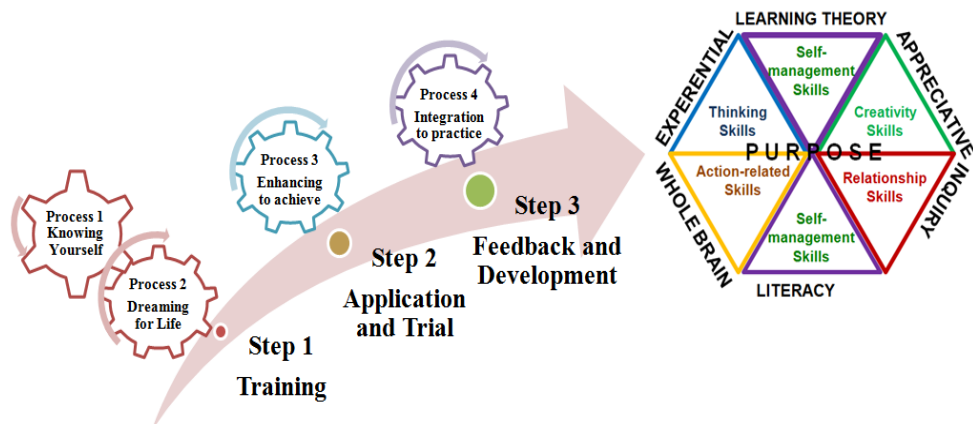 Process 1
Knowing
Yourself
Process 2
Dreaming
for Life
Process 3
Enhancing
to achieve
Process 4
Integration
to practice
Step 1
Training
Step 2
Application
and Trial
Step 3
Feedback and
Development
LEARNING THEORY
EXPERENTIAL
APPRECIATIVE
Self-
management
Skills
Thinking
Skills
Creativity
Skills
PURPOSE
Action-related
Skills
Relationship
Skills
Self-
management
Skills
WHOLE BRAIN
INQUIRY
LITERACY